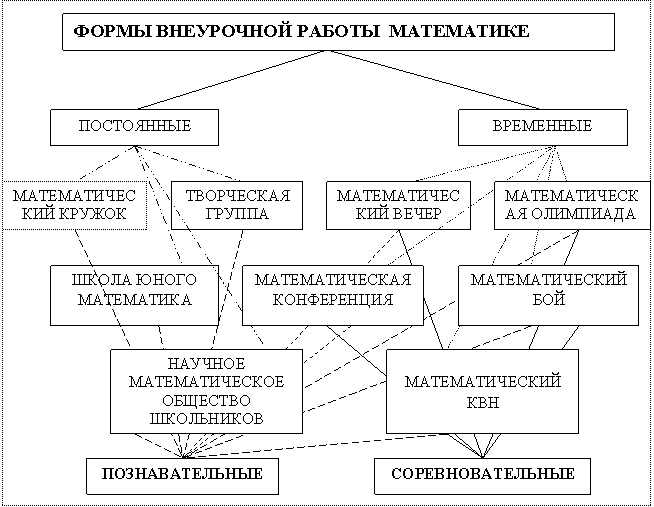 ФОРМЫ ВНЕУРОЧНОЙ РАБОТЫ МАТЕМАТИКЕ
ПОСТОЯННЫЕ
ВРЕМЕННЫЕ
МАТЕМАТИЧЕС
КИЙ КРУЖОК
ТВОРЧЕСКАЯ
ГРУППА
МАТЕМАТИЧЕС
КИЙ ВЕЧЕР
МАТЕМАТИЧЕСК
АЯ ОЛИМПИАДА
ШКОЛА ЮНОГО
МАТЕМАТИКА
МАТЕМАТИЧЕСКАЯ
КОНФЕРЕНЦИЯ
МАТЕМАТИЧЕСКИЙ
БОЙ
НАУЧНОЕ
МАТЕМАТИЧЕСКОЕ
ОБЩЕСТВО
ШКОЛЬНИКОВ
МАТЕМАТИЧЕСКИЙ
КВН
ПОЗНАВАТЕЛЬНЫЕ
СОРЕВНОВАТЕЛЬНЫЕ